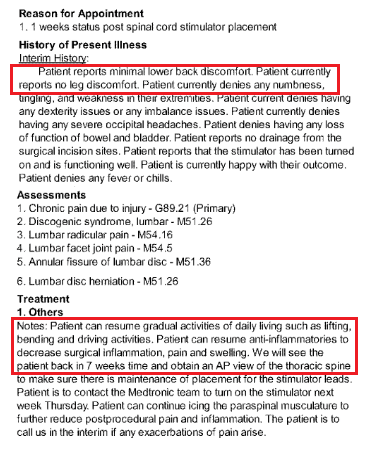 Reason for Appointment
1. 1 weeks status post spinal cord stimulator placement
History of Present Illness
Interim History:
Patient reports minimal lower back discomfort. Patient currently
reports no leg discomfort. Patient currently denies any numbness,
tingling, and weakness in their extremities. Patient current denies having
any dexterity issues or any imbalance issues. Patient currently denies
having any severe occipital headaches. Patient denies having any loss
of function of bowel and bladder. Patient reports no drainage from the
surgical incision sites. Patient reports that the stimulator has been turned
on and is functioning well. Patient is currently happy with their outcome.
Patient denies any fever or chills.
Assessments
1. Chronic pain due to injury - G89.21 (Primary)
2. Discogenic syndrome, lumbar - M51.26
3. Lumbar radicular pain - M54.16
4. Lumbar facet joint pain - M54.5
5. Annular fissure of lumbar disc - M51.36
6. Lumbar disc herniation - M51.26
Treatment
1. Others
Notes: Patient can resume gradual activities of daily living such as lifting,
bending and driving activities. Patient can resume anti-inflammatories to
decrease surgical inflammation, pain and swelling. We will see the
patient back in 7 weeks time and obtain an AP view of the thoracic spine
to make sure there is maintenance of placement for the stimulator leads.
Patient is to contact the Medtronic team to turn on the stimulator next
week Thursday. Patient can continue icing the paraspinal musculature to
further reduce postprocedural pain and inflammation. The patient is to
call us in the interim if any exacerbations of pain arise.